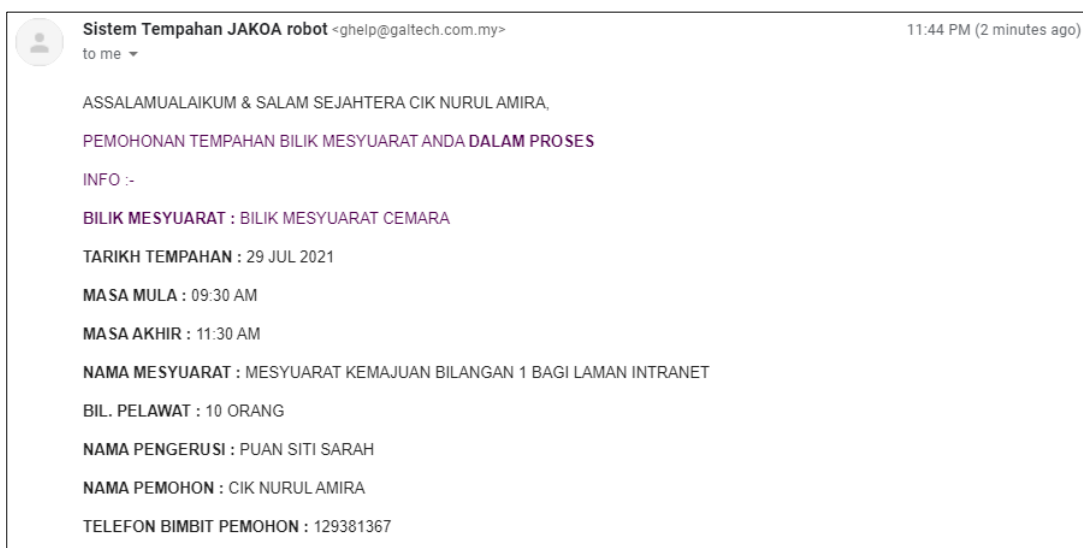 Sistem Tempahan JAKOA robot <ghelp@galtech.com.my> 11:44 PM (2 minutes ago)
to me
ASSALAMUALAIKUM & SALAM SEJAHTERA CIK NURUL AMIRA,
PEMOHONAN TEMPAHAN BILIK MESYUARAT ANDA DALAM PROSES
INFO :-
BILIK MESYUARAT : BILIK MESYUARAT CEMARA
TARIKH TEMPAHAN : 29 JUL 2021
MASA MULA : 09:30 AM
MASA AKHIR : 11:30 AM
NAMA MESYUARAT : MESYUARAT KEMAJUAN BILANGAN 1 BAGI LAMAN INTRANET
BIL. PELAWAT : 10 ORANG
NAMA PENGERUSI : PUAN SITI SARAH
NAMA PEMOHON : CIK NURUL AMIRA
TELEFON BIMBIT PEMOHON : 129381367